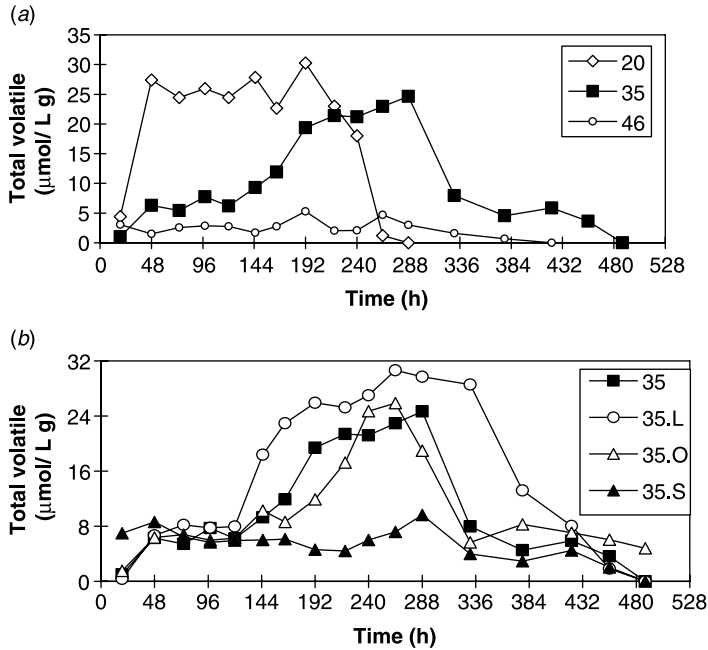 (a)
Total volatile
(μmol/ L g)
35
30
25
20
15
10
5
0
0 48 96 144 192 240 288 336 384 432 480 528
Time (h)
20
35
46
(b)
Total volatile
(μmol/ L g)
32
24
16
8
0
0 48 96 144 192 240 288 336 384 432 480 528
Time (h)
35
35.L
35.O
35.S